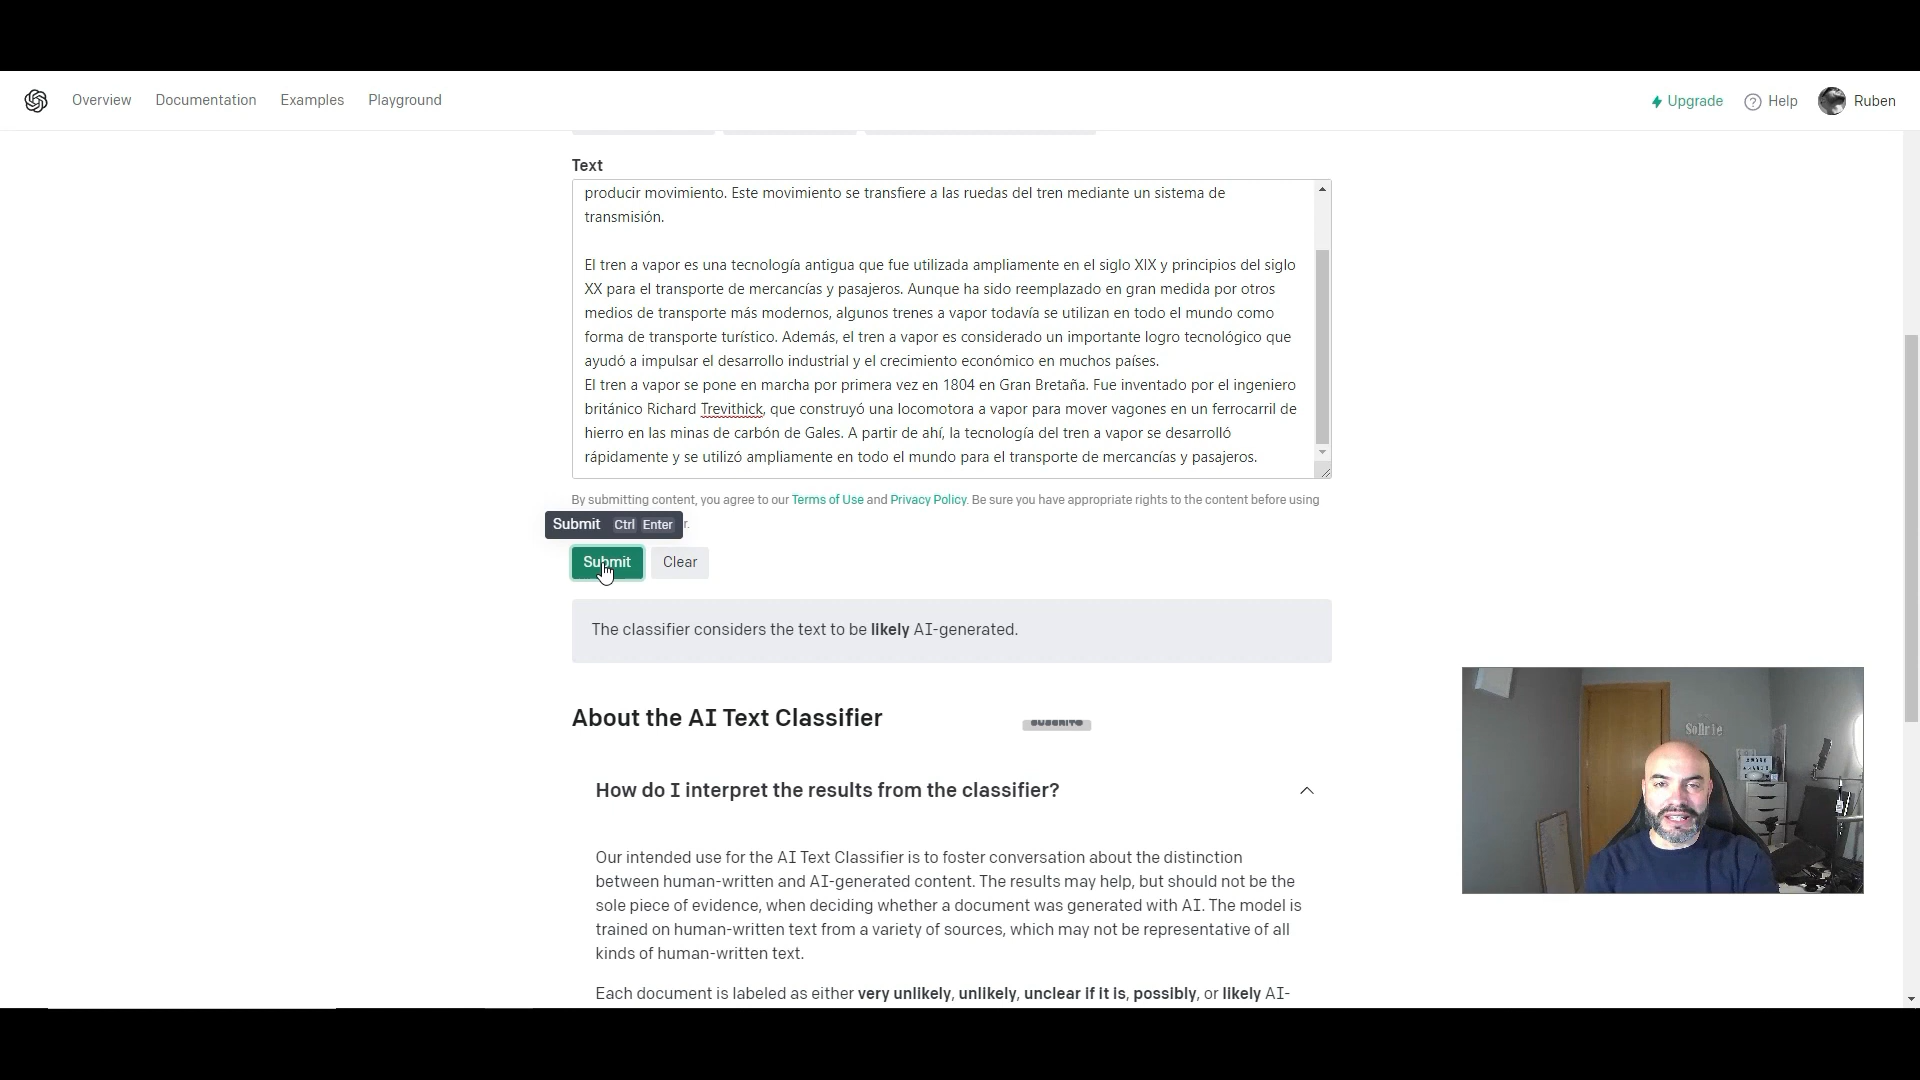 Overview Documentation Examples Playground
Upgrade Help Ruben
Text
producir movimiento. Este movimiento se transfiere a las ruedas del tren mediante un sistema de
transmisión.
El tren a vapor es una tecnología antigua que fue utilizada ampliamente en el siglo XIX y principios del siglo
XX para el transporte de mercancías y pasajeros. Aunque ha sido reemplazado en gran medida por otros
medios de transporte más modernos, algunos trenes a vapor todavía se utilizan en todo el mundo como
forma de transporte turístico. Además, el tren a vapor es considerado un importante logro tecnológico que
ayudó a impulsar el desarrollo industrial y el crecimiento económico en muchos países.
El tren a vapor se pone en marcha por primera vez en 1804 en Gran Bretaña. Fue inventado por el ingeniero
británico Richard Trevithick, que construyó una locomotora a vapor para mover vagones en un ferrocarril de
hierro en las minas de carbón de Gales. A partir de ahí, la tecnología del tren a vapor se desarrolló
rápidamente y se utilizó ampliamente en todo el mundo para el transporte de mercancías y pasajeros.
By submitting content, you agree to our Terms of Use and Privacy Policy. Be sure you have appropriate rights to the content before using
r.
Submit Ctrl Enter
Submit Clear
The classifier considers the text to be likely AI-generated.
About the AI Text Classifier
How do I interpret the results from the classifier?
Our intended use for the AI Text Classifier is to foster conversation about the distinction
between human-written and AI-generated content. The results may help, but should not be the
sole piece of evidence, when deciding whether a document was generated with AI. The model is
trained on human-written text from a variety of sources, which may not be representative of all
kinds of human-written text.
Each document is labeled as either very unlikely, unlikely, unclear if it is, possibly, or likely AI-